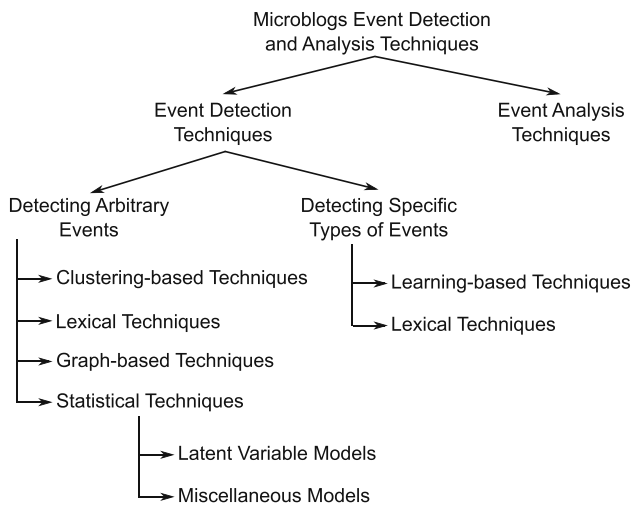 Microblogs Event Detection
and Analysis Techniques
Event Detection
Techniques
Event Analysis
Techniques
Detecting Arbitrary
Events
Detecting Specific
Types of Events
Clustering-based Techniques
Lexical Techniques
Graph-based Techniques
Statistical Techniques
Latent Variable Models
Miscellaneous Models
Learning-based Techniques
Lexical Techniques